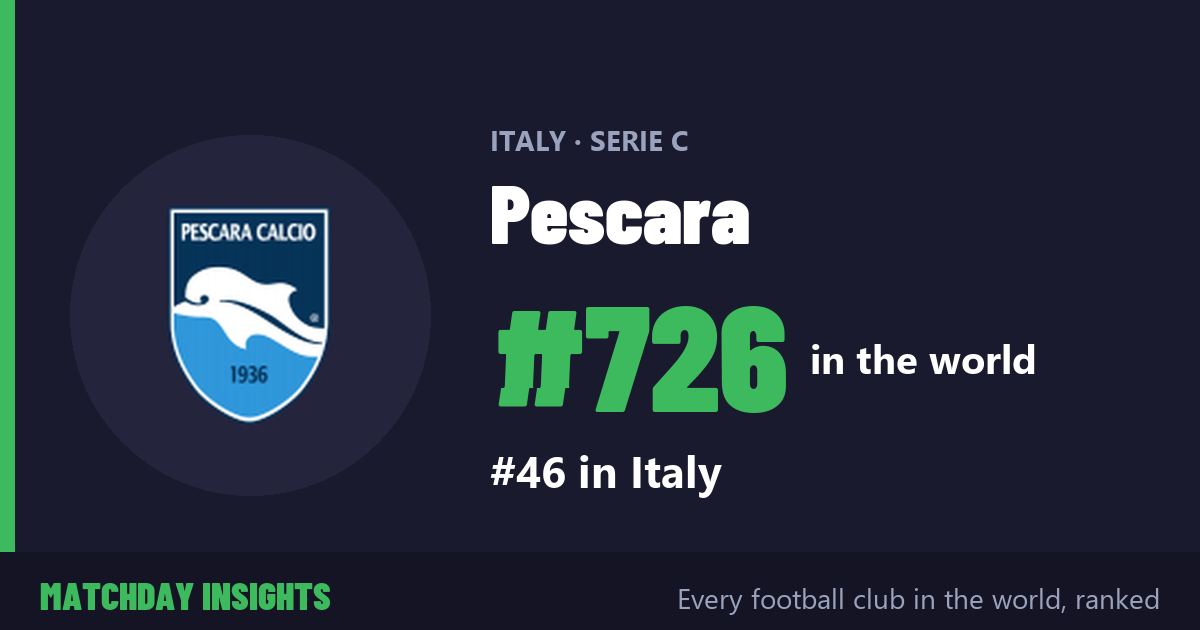 ITALY · SERIE C
Pescara
#726 in the world
#46 in Italy
PESCARA CALCIO
®
1936
MATCHDAY INSIGHTS
Every football club in the world, ranked